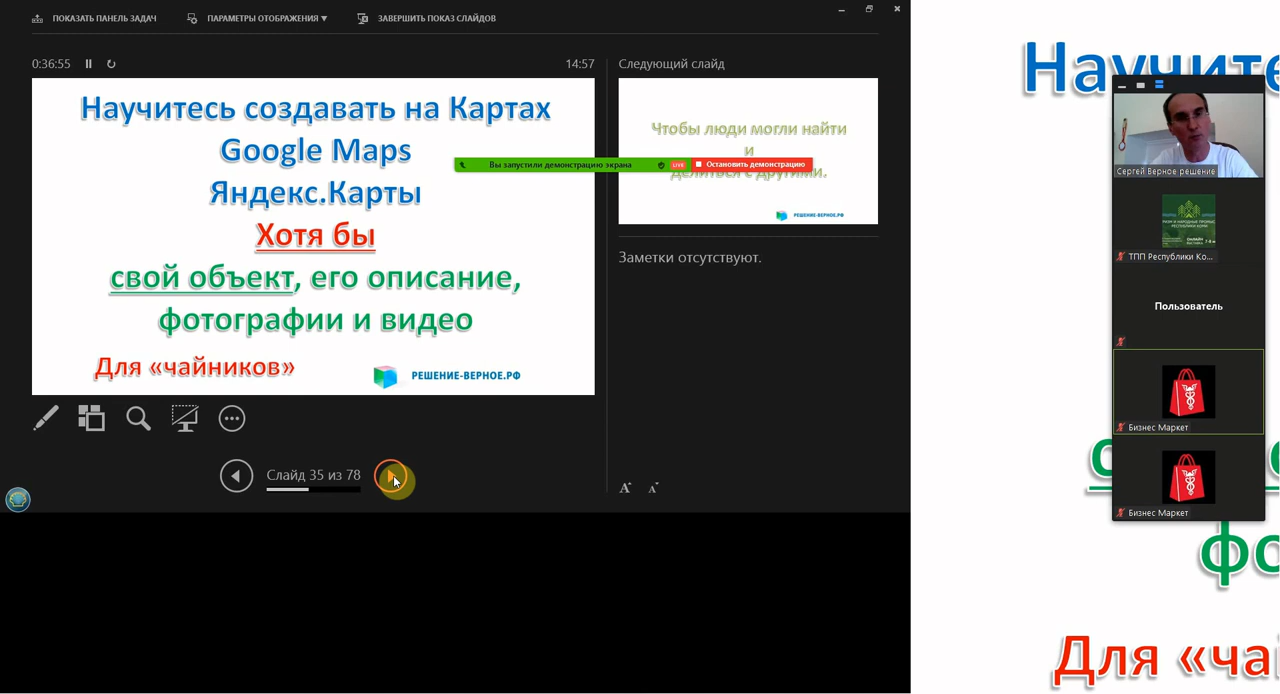 ПОКАЗАТЬ ПАНЕЛЬ ЗАДАЧ
ПАРАМЕТРЫ ОТОБРАЖЕНИЯ ▼
ЗАВЕРШИТЬ ПОКАЗ СЛАЙДОВ
0:36:55
14:57
Научитесь создавать на Картах
Google Maps
Яндекс.Карты
Хотя бы
свой объект, его описание,
фотографии и видео
Для «чайников»
РЕШЕНИЕ-ВЕРНОЕ.РФ
Слайд 35 из 78
Следующий слайд
Чтобы люди могли найти
и
делиться с другими.
РЕШЕНИЕ-ВЕРНОЕ.РФ
Вы запустили демонстрацию экрана
LIVE
Остановить демонстрацию
Заметки отсутствуют.
A A
Научите
с
фо
Для «ча
Сергей Верное решение
РЕСПУБЛИКИ КОМИ
ОНЛАЙН
ТПП Республики Ко...
Пользователь
Бизнес Маркет
Бизнес Маркет